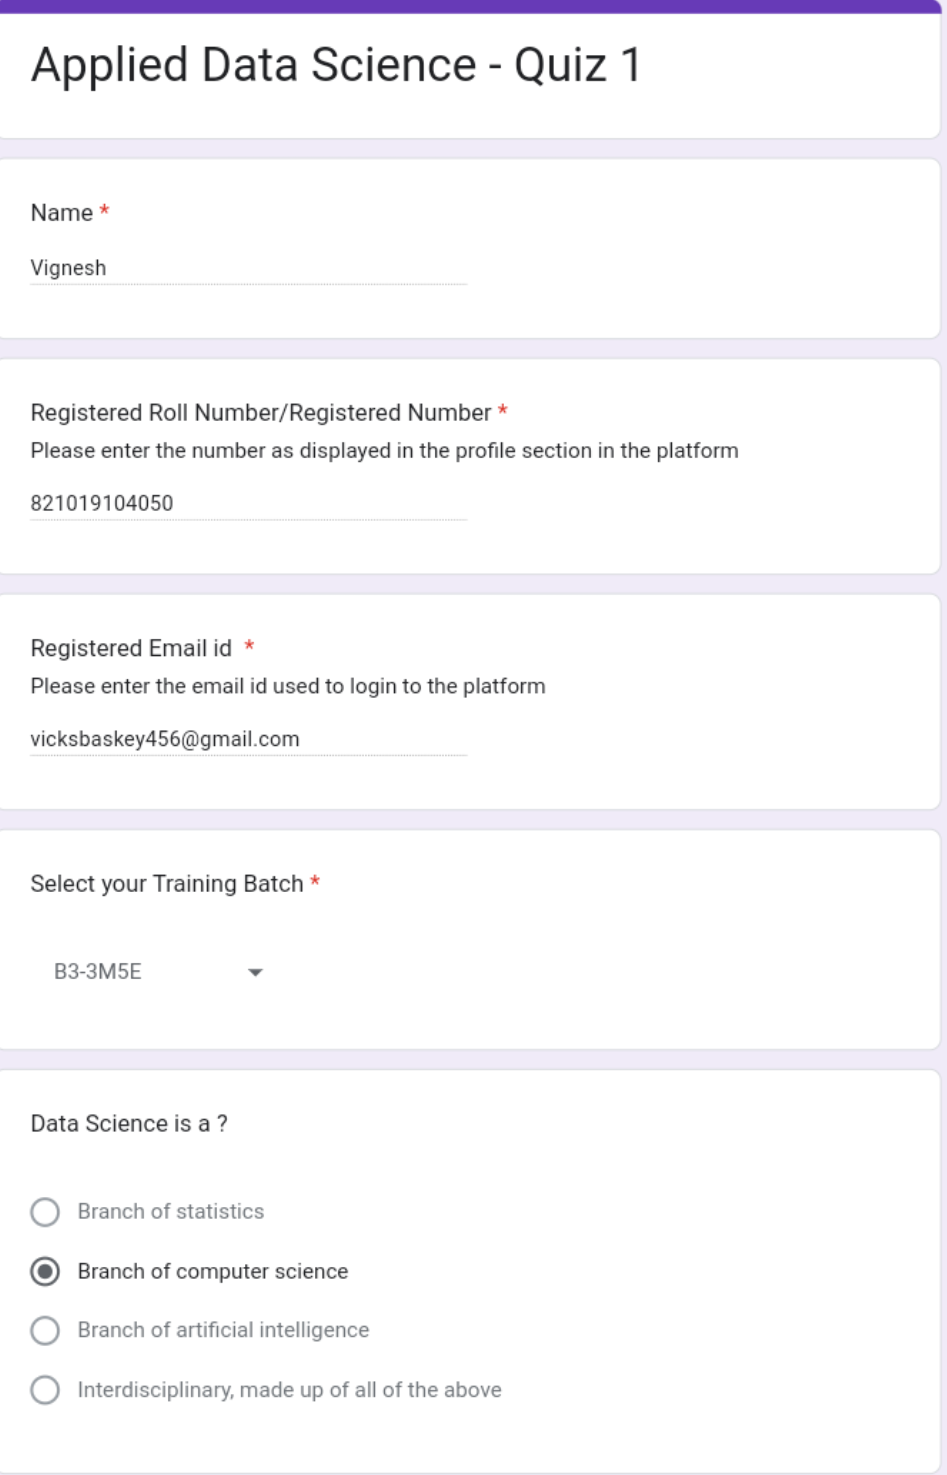 Applied Data Science - Quiz 1
Name *
Vignesh
Registered Roll Number/Registered Number *
Please enter the number as displayed in the profile section in the platform
821019104050
Registered Email id *
Please enter the email id used to login to the platform
vicksbaskey456@gmail.com
Select your Training Batch *
B3-3M5E
Data Science is a ?
Branch of statistics
Branch of computer science
Branch of artificial intelligence
Interdisciplinary, made up of all of the above